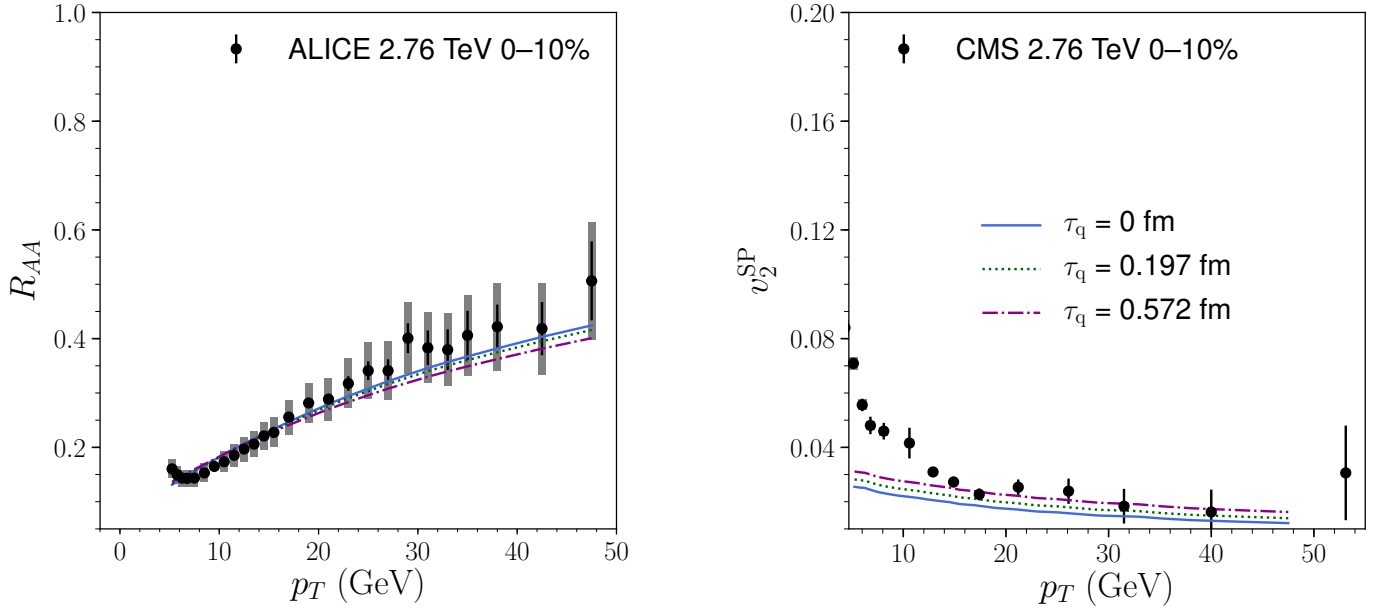 1.0
0.8
0.6
0.4
0.2
0
10
20
30
40
50
R_{AA}
p_T (GeV)
ALICE 2.76 TeV 0–10%
0.20
0.16
0.12
0.08
0.04
10
20
30
40
50
v_2^{SP}
p_T (GeV)
CMS 2.76 TeV 0–10%
τ_q = 0 fm
τ_q = 0.197 fm
τ_q = 0.572 fm